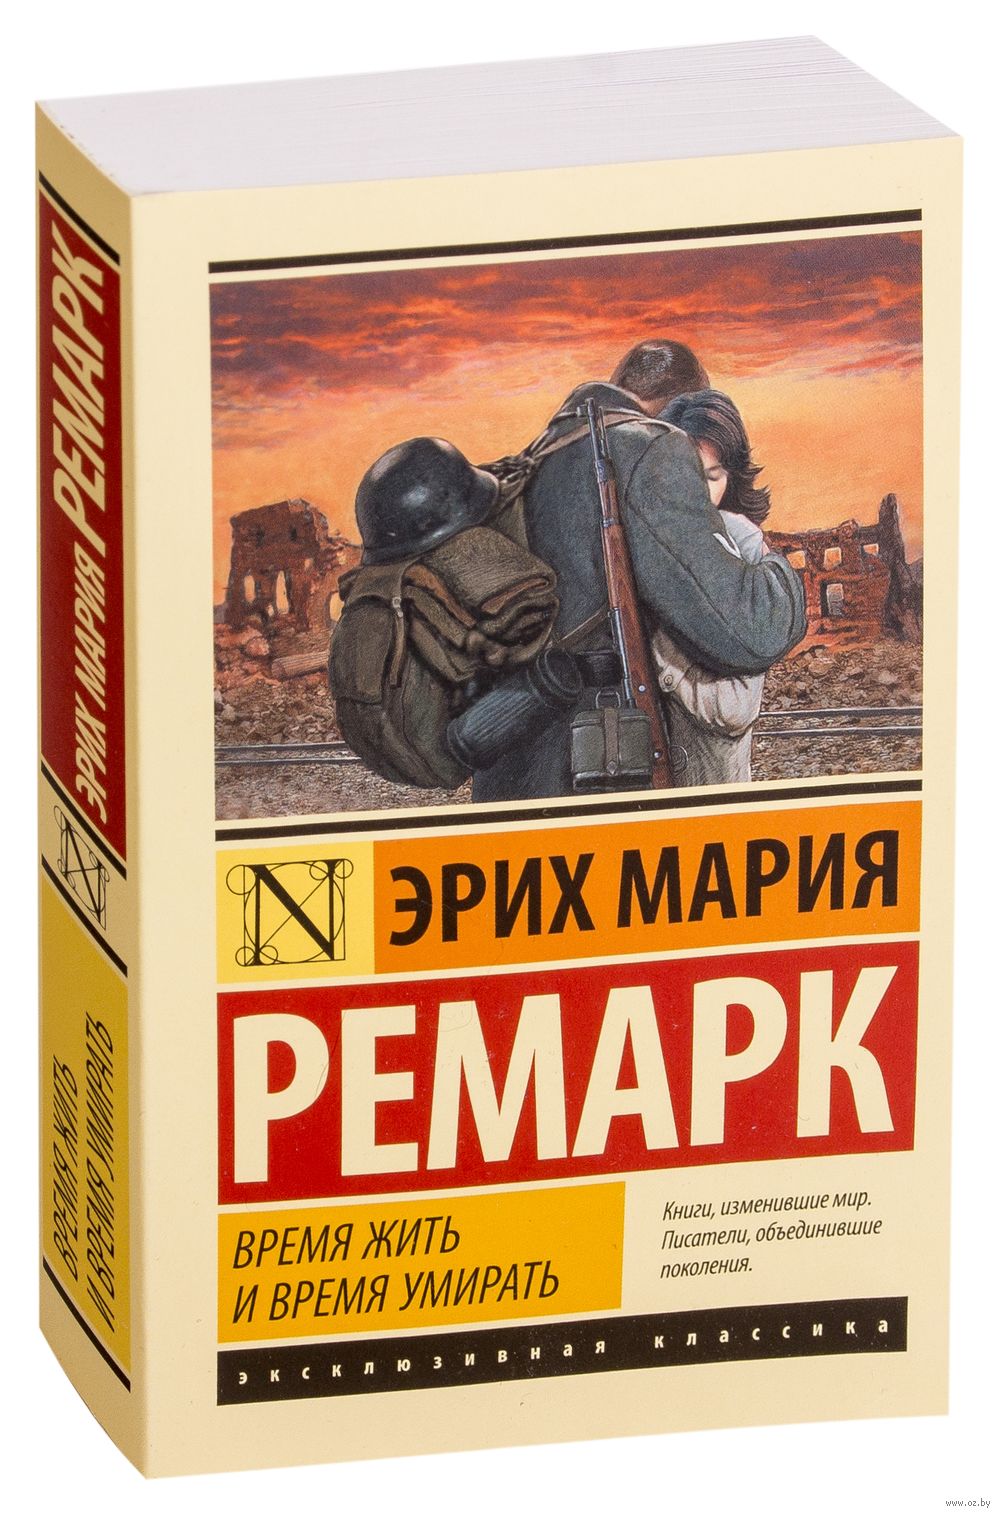 ЭРИХ МАРИЯ РЕМАРК
N
ВРЕМЯ ЖИТЬ
И ВРЕМЯ УМИРАТЬ
N
ЭРИХ МАРИЯ
РЕМАРК
ВРЕМЯ ЖИТЬ
И ВРЕМЯ УМИРАТЬ
Книги, изменившие мир.
Писатели, объединившие
поколения.
эксклюзивная классика
www.oz.by